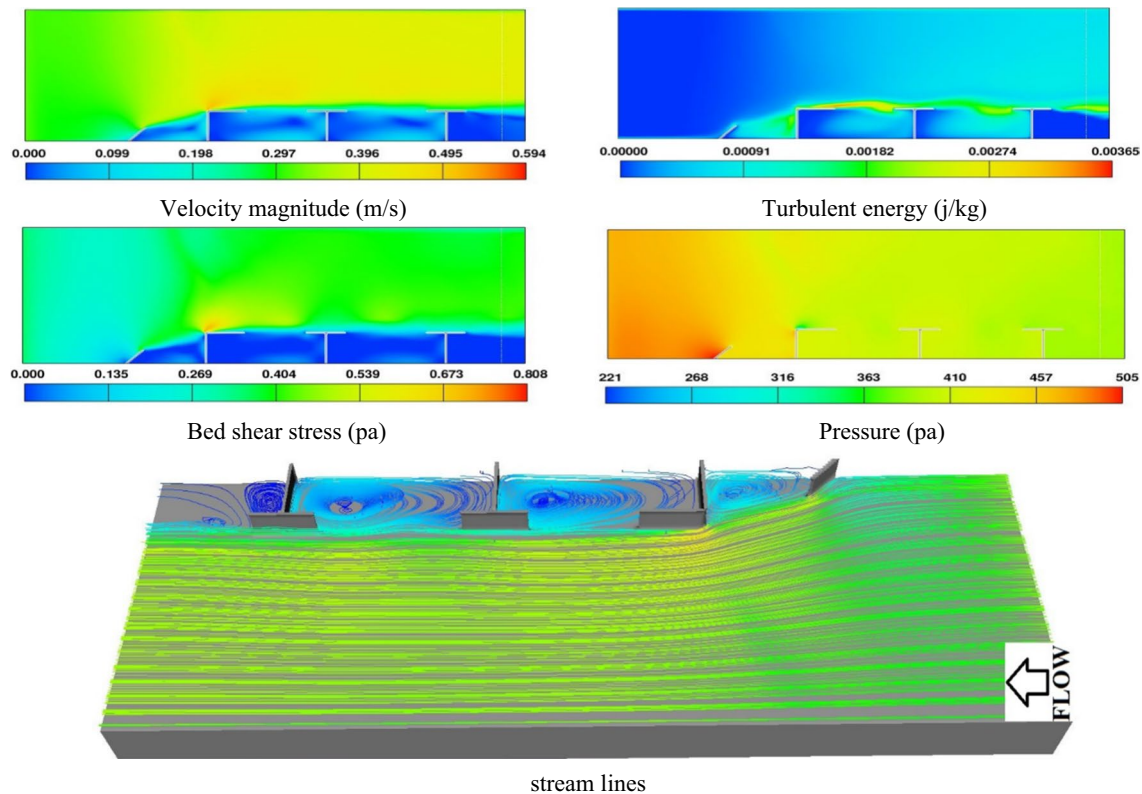 0.000 0.099 0.198 0.297 0.396 0.495 0.594
Velocity magnitude (m/s)
0.00000 0.00091 0.00182 0.00274 0.00365
Turbulent energy (j/kg)
0.000 0.135 0.269 0.404 0.539 0.673 0.808
Bed shear stress (pa)
221 268 316 363 410 457 505
Pressure (pa)
FLOW
stream lines